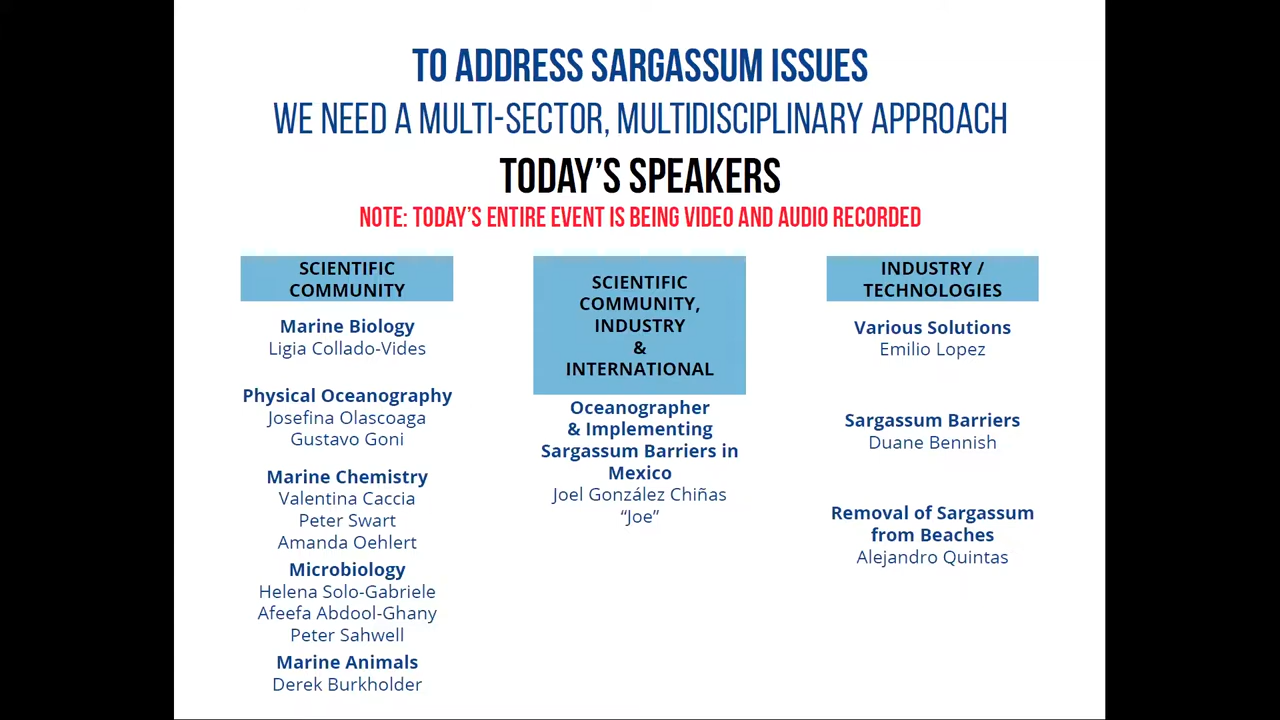 TO ADDRESS SARGASSUM ISSUES
WE NEED A MULTI-SECTOR, MULTIDISCIPLINARY APPROACH
TODAY'S SPEAKERS
NOTE: TODAY'S ENTIRE EVENT IS BEING VIDEO AND AUDIO RECORDED
SCIENTIFIC
COMMUNITY
Marine Biology
Ligia Collado-Vides
Physical Oceanography
Josefina Olascoaga
Gustavo Goni
Marine Chemistry
Valentina Caccia
Peter Swart
Amanda Oehlert
Microbiology
Helena Solo-Gabriele
Afeefa Abdool-Ghany
Peter Sahwell
Marine Animals
Derek Burkholder
SCIENTIFIC
COMMUNITY,
INDUSTRY
&
INTERNATIONAL
Oceanographer
& Implementing
Sargassum Barriers in
Mexico
Joel González Chiñas
“Joe”
INDUSTRY /
TECHNOLOGIES
Various Solutions
Emilio Lopez
Sargassum Barriers
Duane Bennish
Removal of Sargassum
from Beaches
Alejandro Quintas